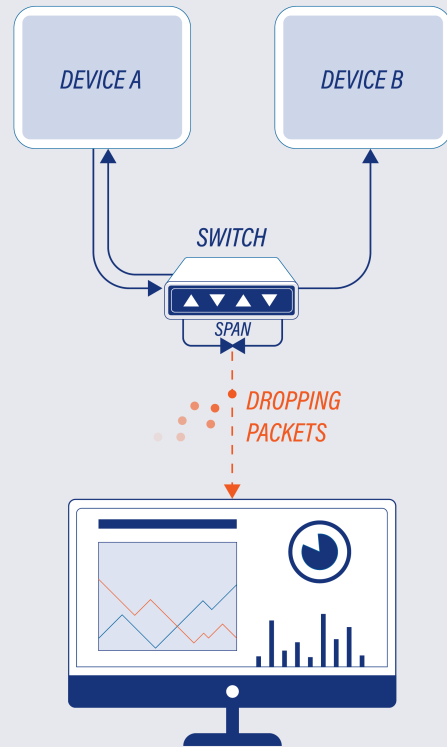 DEVICE A
DEVICE B
SWITCH
SPAN
DROPPING
PACKETS